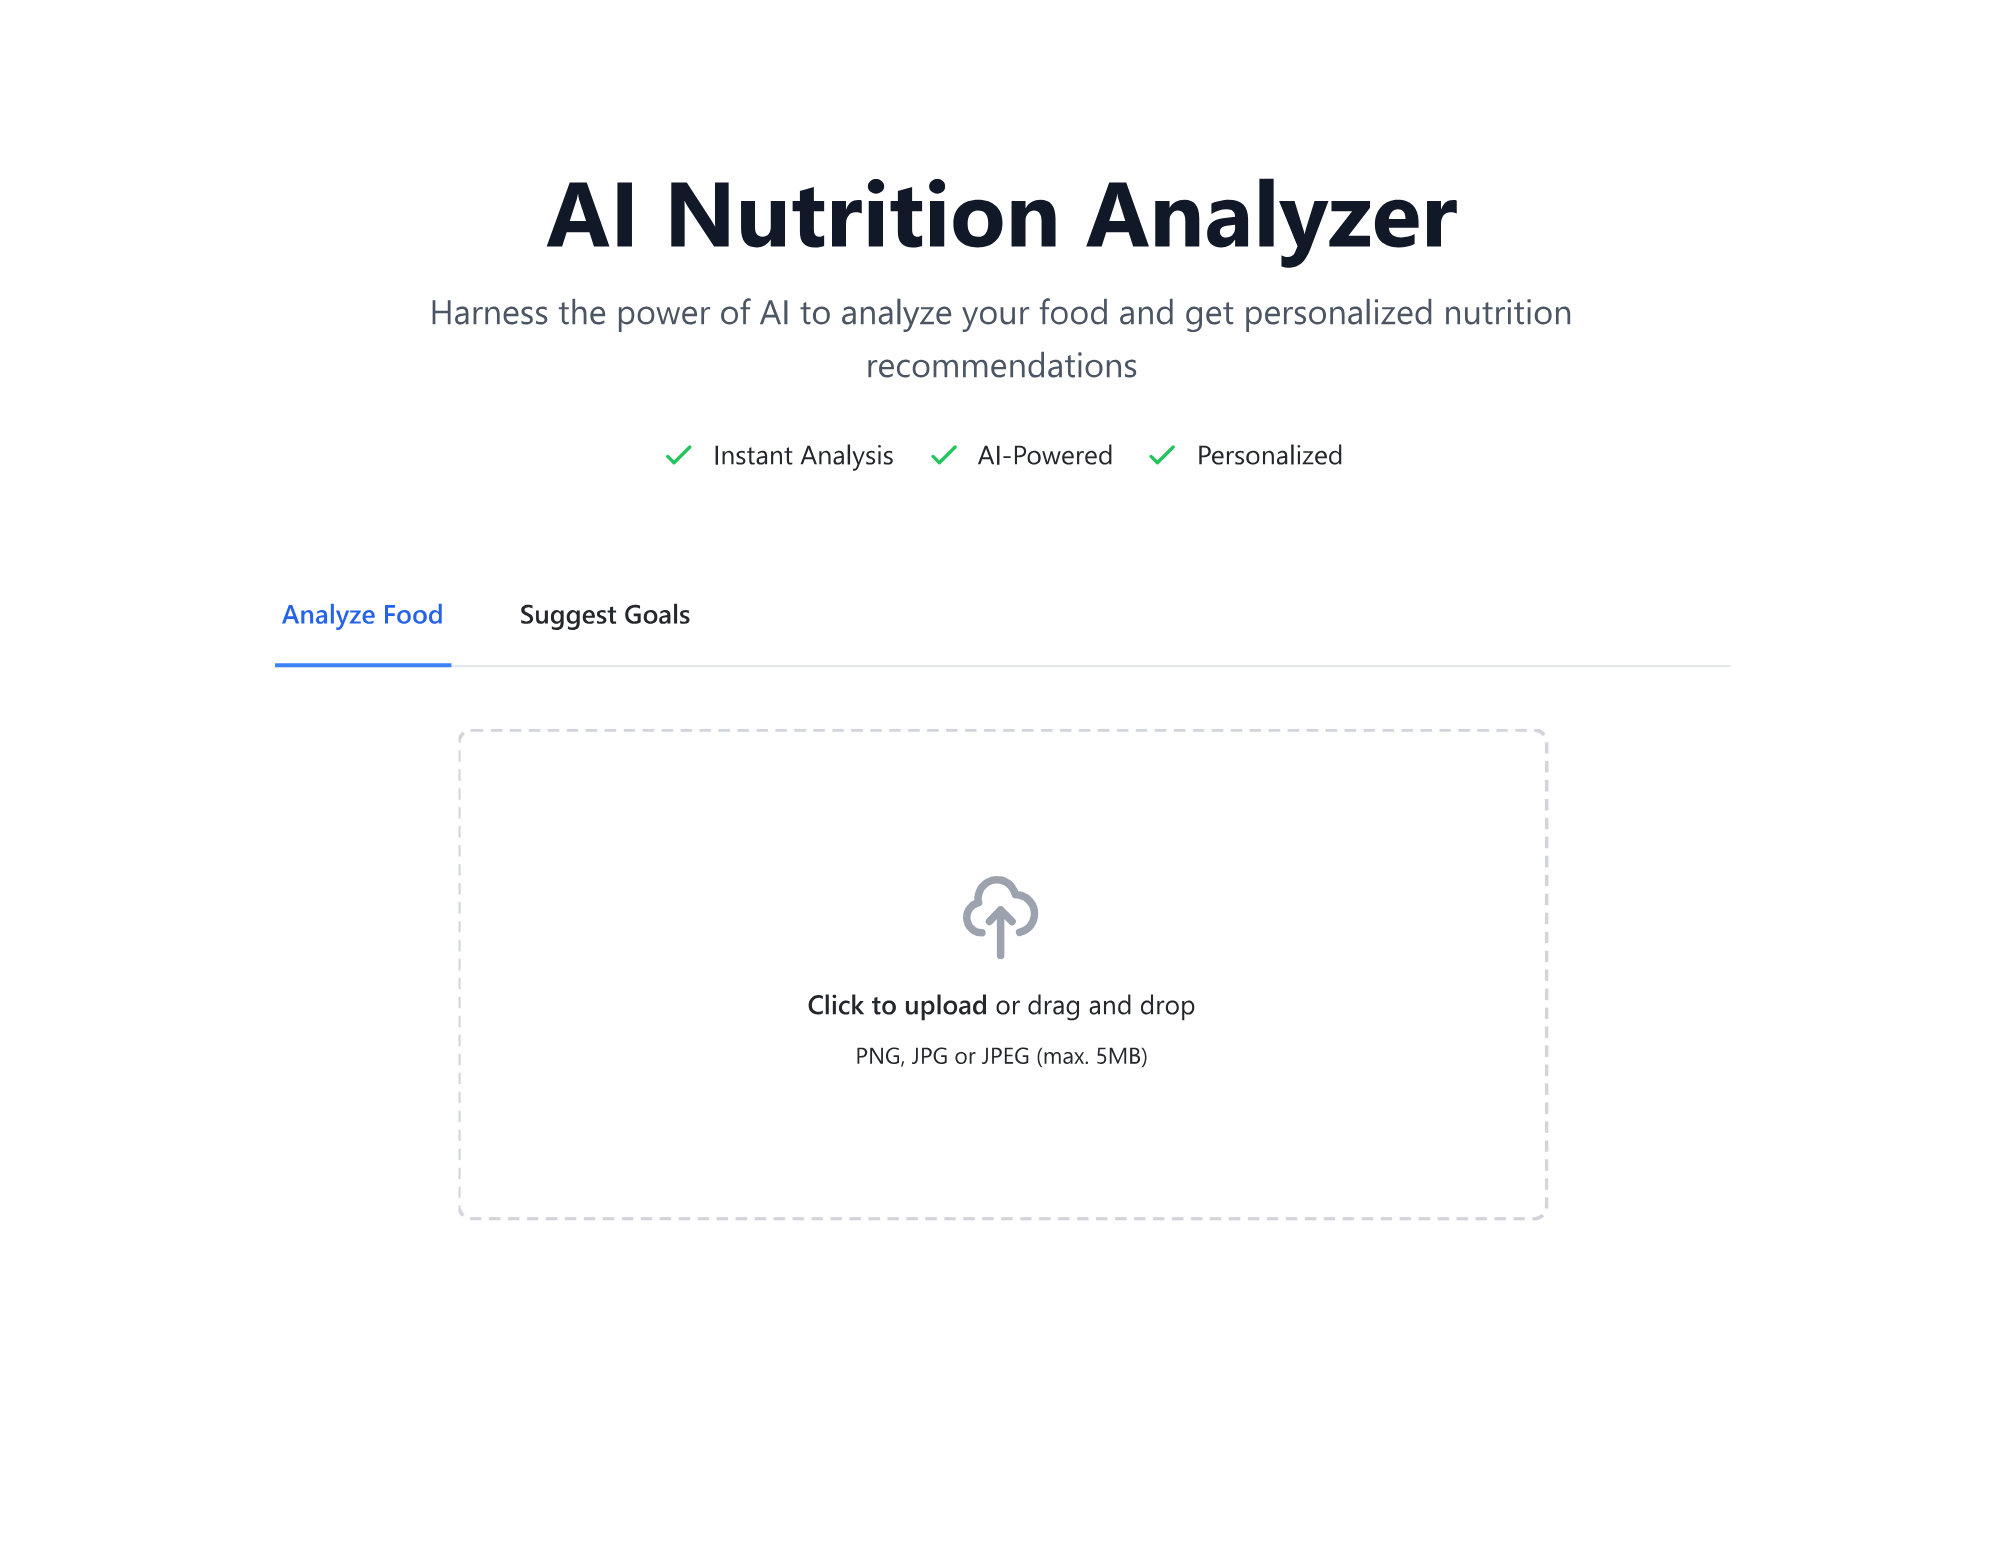 AI Nutrition Analyzer
Harness the power of AI to analyze your food and get personalized nutrition
recommendations
Instant Analysis AI-Powered Personalized
Analyze Food Suggest Goals
Click to upload or drag and drop
PNG, JPG or JPEG (max. 5MB)